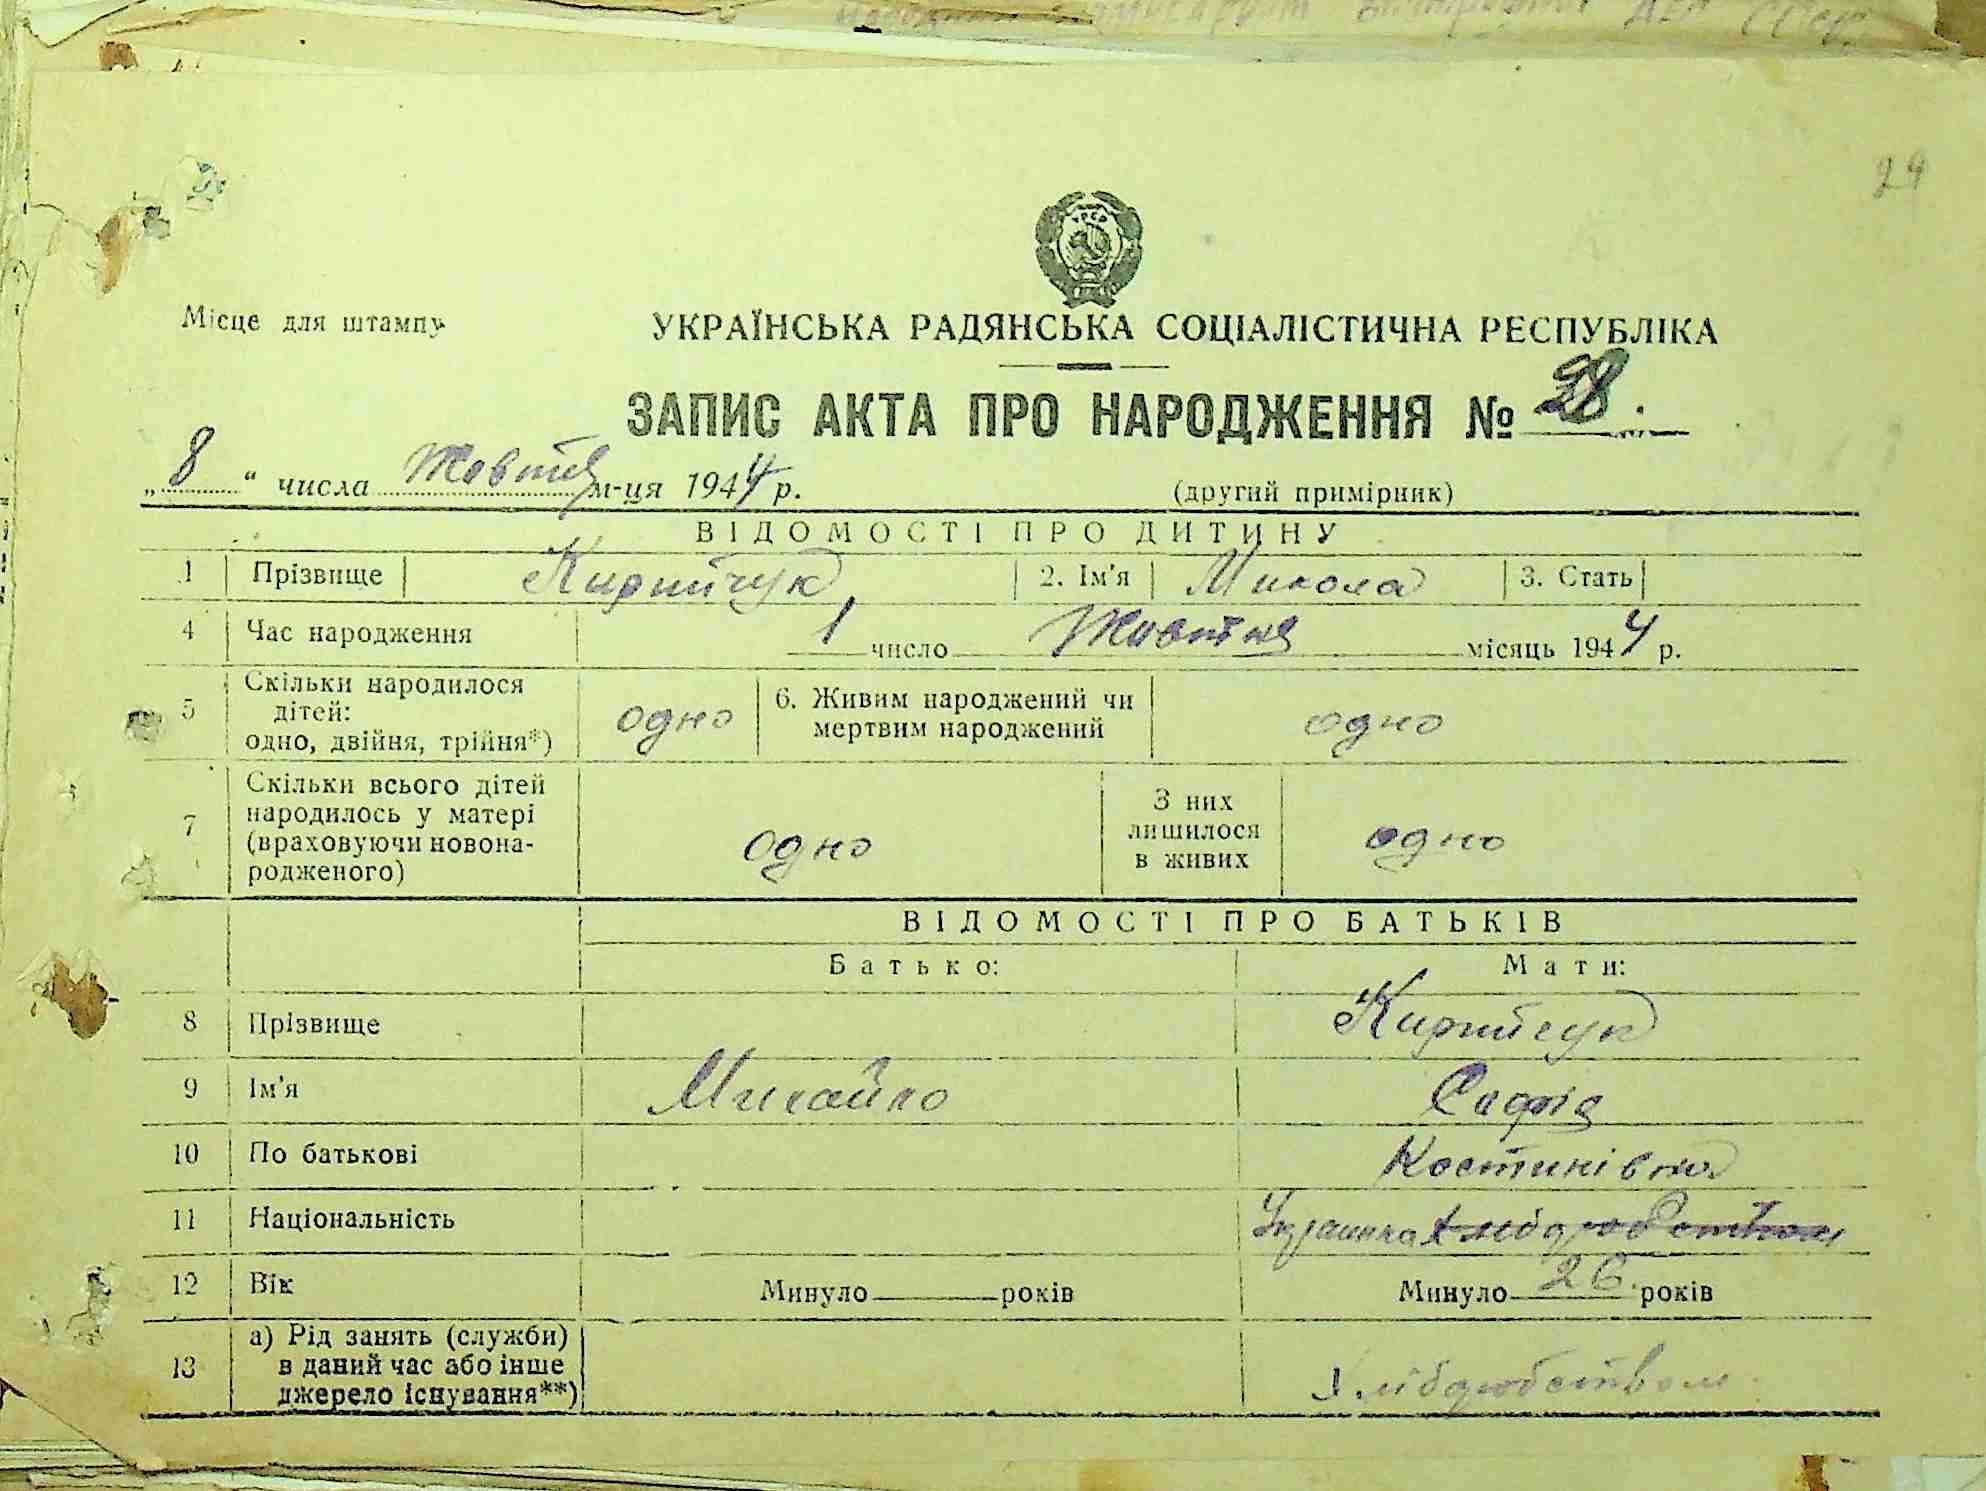 24
Місце для штампу
УКРАЇНСЬКА РАДЯНСЬКА СОЦІАЛІСТИЧНА РЕСПУБЛІКА
ЗАПИС АКТА ПРО НАРОДЖЕННЯ № 28.
„8“ числа Жовтня м-ця 1944 р.
(другий примірник)
ВІДОМОСТІ ПРО ДИТИНУ
1 Прізвище Кирийчук 2. Ім'я Микола 3. Стать
4 Час народження 1 число Жовтня місяць 1944 р.
5 Скільки народилося дітей: одно, двійня, трійня*) одно 6. Живим народжений чи мертвим народжений одно
7 Скільки всього дітей народилось у матері (враховуючи новонародженого) одно З них лишилося в живих одно
ВІДОМОСТІ ПРО БАТЬКІВ
Батько: Мати:
8 Прізвище Кирийчук
9 Ім'я Михайло Софія
10 По батькові
11 Національність Українка
12 Вік Минуло років Минуло 26 років
13 а) Рід занять (служби) в даний час або інше джерело існування**) Хліборобством